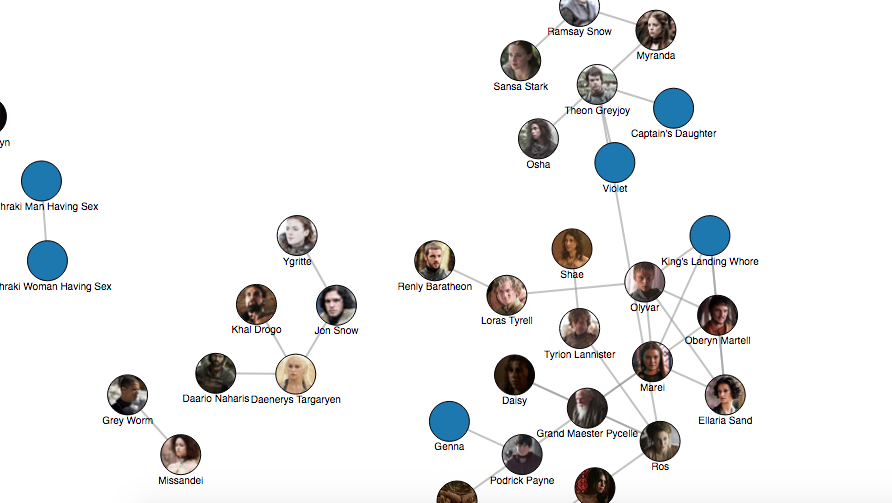 Ramsay Snow
Myranda
Sansa Stark
Theon Greyjoy
Captain's Daughter
yn
Osha
Violet
hraki Man Having Sex
Ygritte
King's Landing Whore
Shae
hraki Woman Having Sex
Renly Baratheon
Olyvar
Loras Tyrell
Khal Drogo
Jon Snow
Oberyn Martell
Tyrion Lannister
Marei
Daario Naharis
Daenerys Targaryen
Daisy
Grey Worm
Ellaria Sand
Grand Maester Pycelle
Genna
Ros
Missandei
Podrick Payne